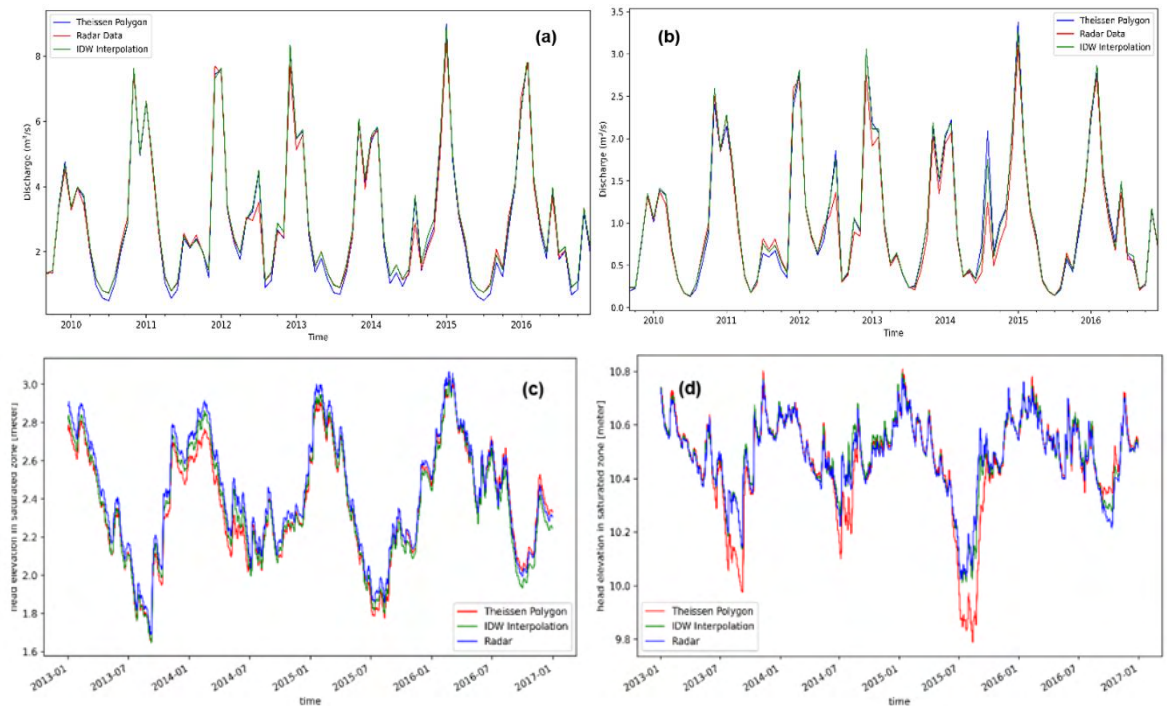 (a)
Theissen Polygon
Radar Data
IDW Interpolation
Discharge (m³/s)
8
6
4
2
2010 2011 2012 2013 2014 2015 2016
Time
(b)
Theissen Polygon
Radar Data
IDW Interpolation
Discharge (m³/s)
3.5
3.0
2.5
2.0
1.5
1.0
0.5
0.0
2010 2011 2012 2013 2014 2015 2016
Time
(c)
head elevation in saturated zone [meter]
3.0
2.8
2.6
2.4
2.2
2.0
1.8
1.6
Theissen Polygon
IDW Interpolation
Radar
2013-01 2013-07 2014-01 2014-07 2015-01 2015-07 2016-01 2016-07 2017-01
time
(d)
head elevation in saturated zone [meter]
10.8
10.6
10.4
10.2
10.0
9.8
Theissen Polygon
IDW Interpolation
Radar
2013-01 2013-07 2014-01 2014-07 2015-01 2015-07 2016-01 2016-07 2017-01
time